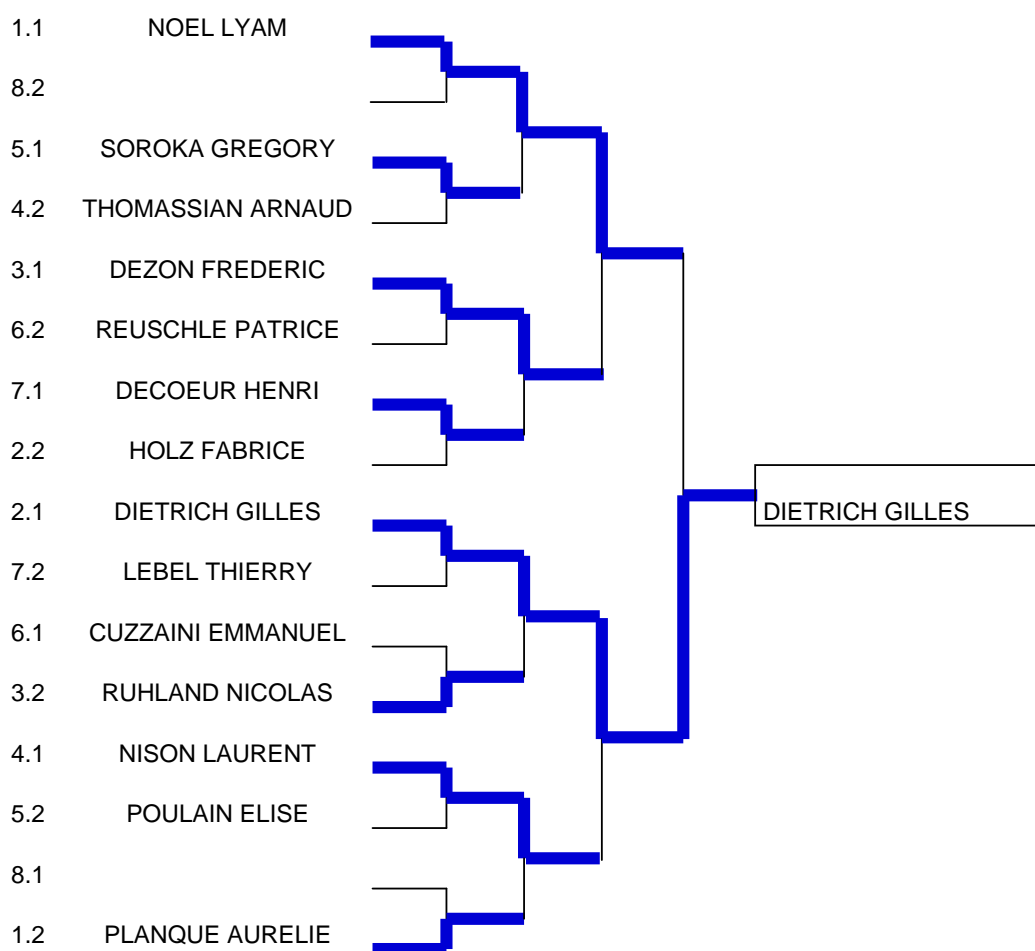 1.1 NOEL LYAM
8.2
5.1 SOROKA GREGORY
4.2 THOMASSIAN ARNAUD
3.1 DEZON FREDERIC
6.2 REUSCHLE PATRICE
7.1 DECOEUR HENRI
2.2 HOLZ FABRICE
2.1 DIETRICH GILLES
DIETRICH GILLES
7.2 LEBEL THIERRY
6.1 CUZZAINI EMMANUEL
3.2 RUHLAND NICOLAS
4.1 NISON LAURENT
5.2 POULAIN ELISE
8.1
1.2 PLANQUE AURELIE